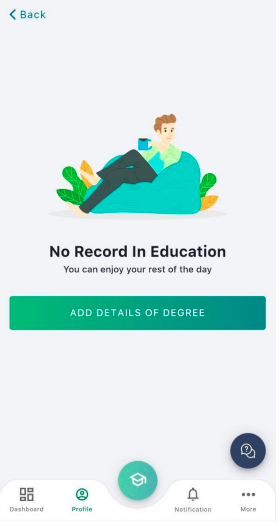 Back
No Record In Education
You can enjoy your rest of the day
ADD DETAILS OF DEGREE
Dashboard
Profile
Notification
More